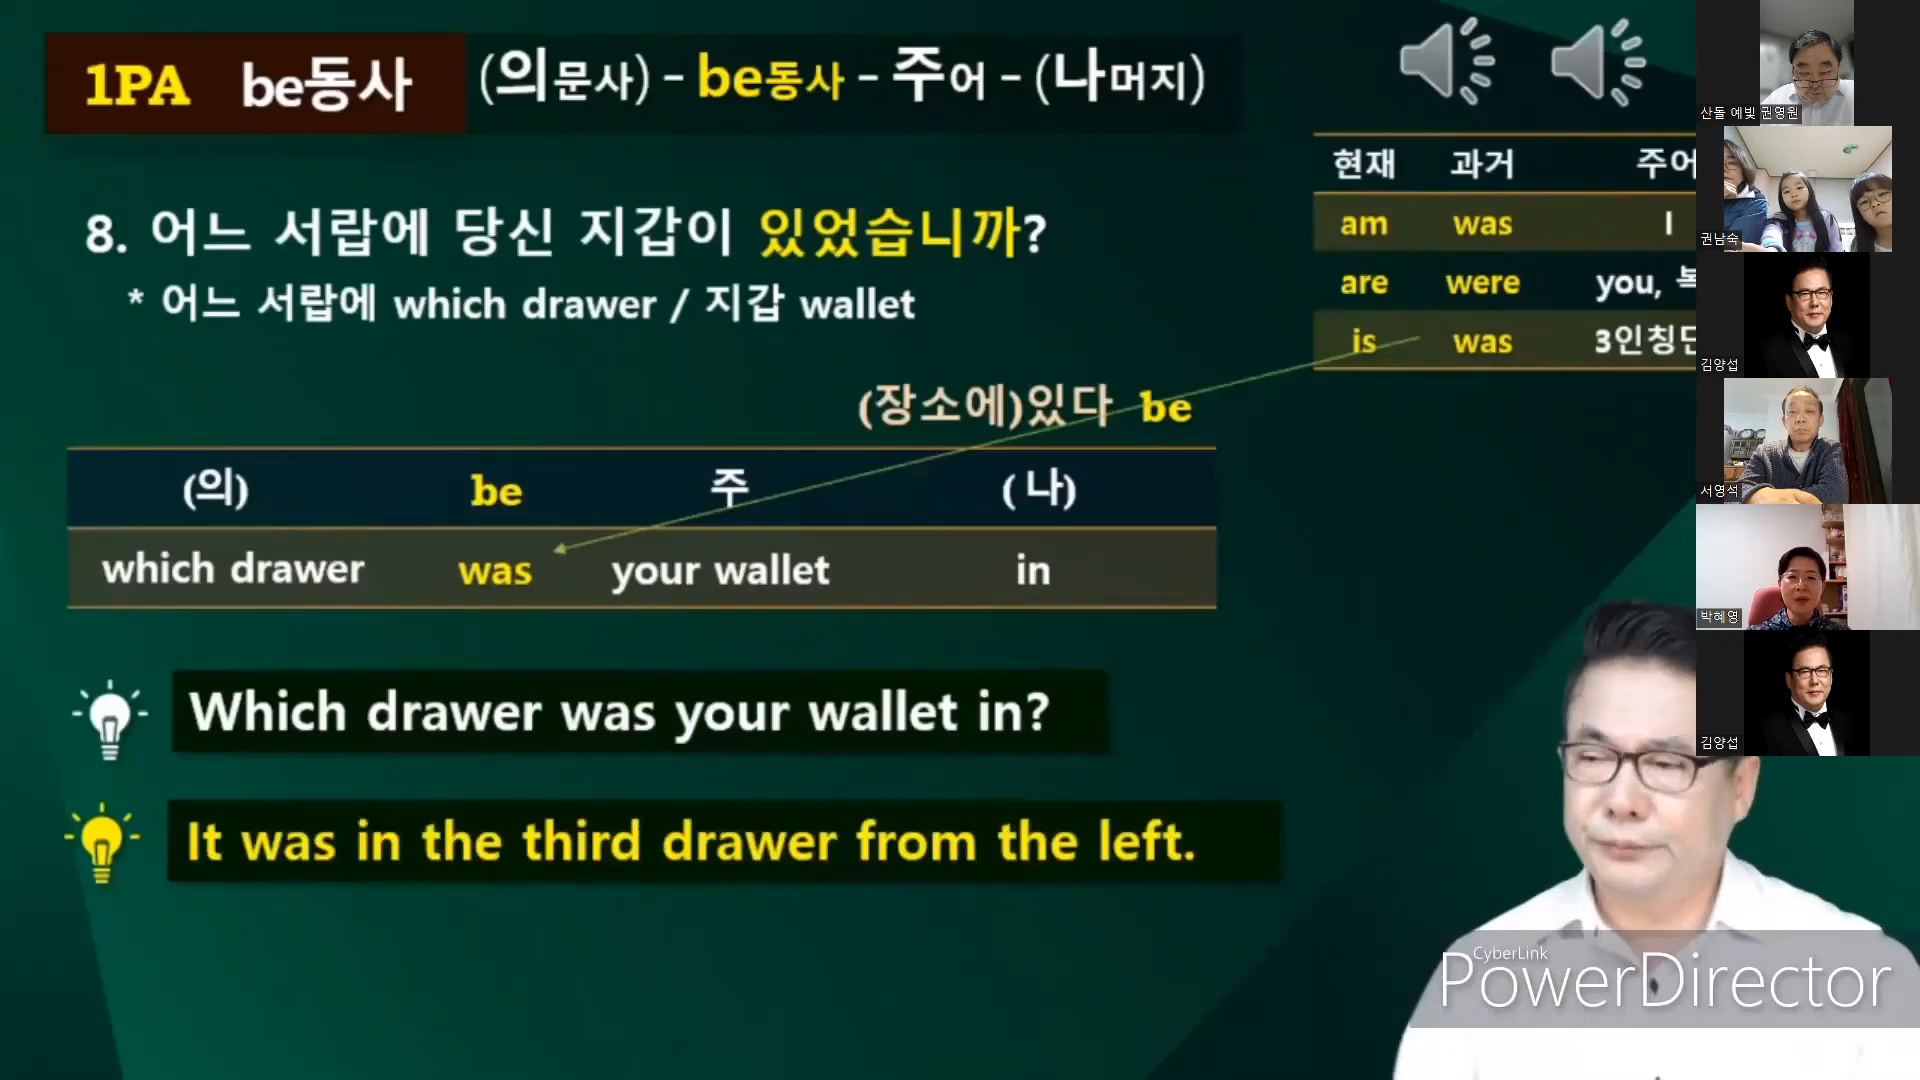 1PA be동사 (의문사) - be동사 - 주어 - (나머지)
현재 과거 주어
am was I
are were you,
is was 3인칭단
8. 어느 서랍에 당신 지갑이 있었습니까?
* 어느 서랍에 which drawer / 지갑 wallet
(장소에)있다 be
(의) be 주 ( 나)
which drawer was your wallet in
Which drawer was your wallet in?
It was in the third drawer from the left.
산돌 예빛 권영원
권남숙
김양섭
서영석
박혜영
김양섭
CyberLink
PowerDirector